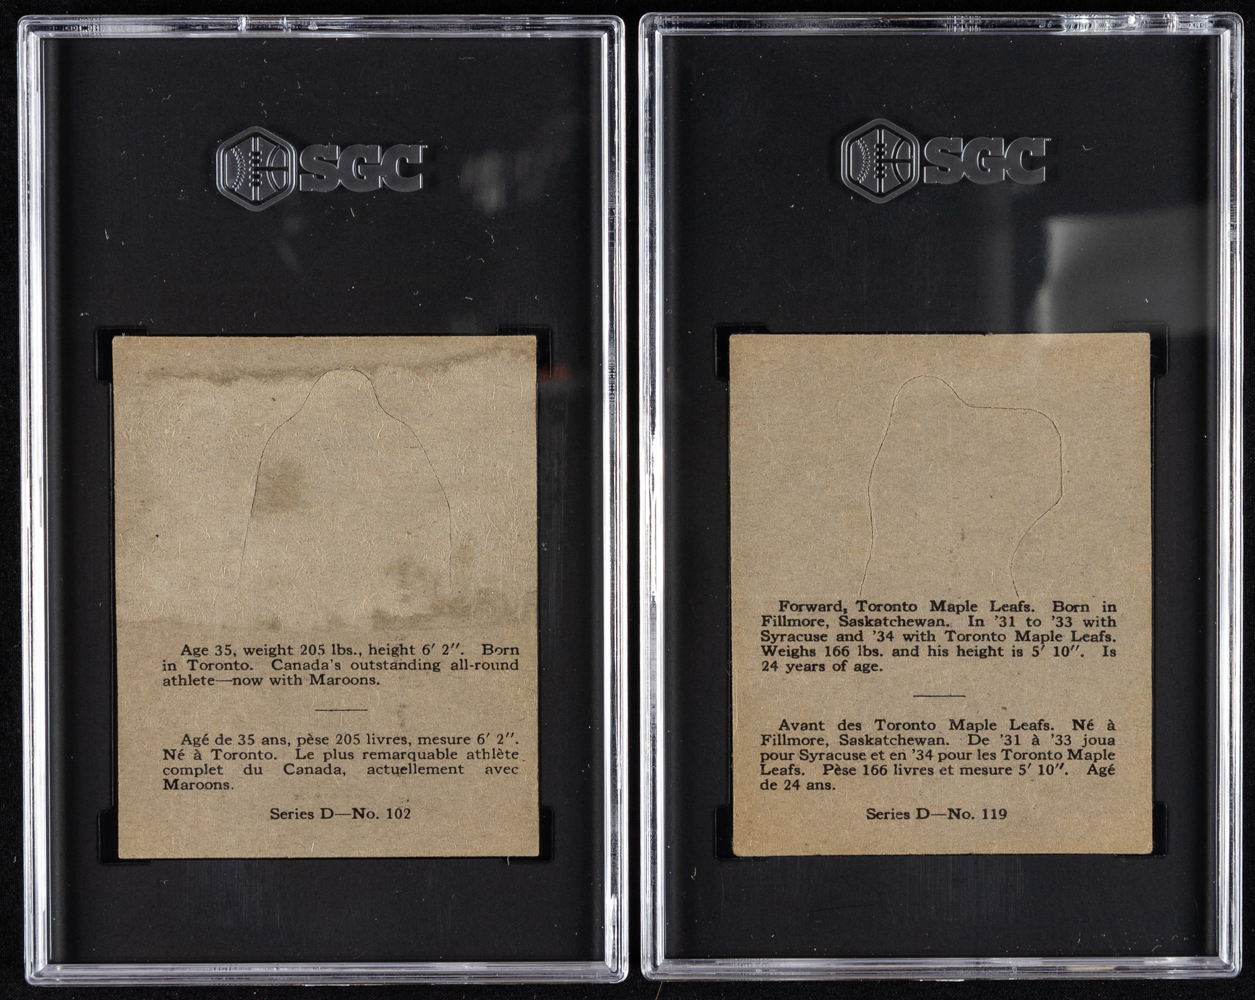 SGC
Age 35, weight 205 lbs., height 6′ 2″. Born
in Toronto. Canada's outstanding all-round
athlete—now with Maroons.
Agé de 35 ans, pèse 205 livres, mesure 6′ 2″.
Né à Toronto. Le plus remarquable athlète
complet du Canada, actuellement avec
Maroons.
Series D—No. 102
SGC
Forward, Toronto Maple Leafs. Born in
Fillmore, Saskatchewan. In '31 to '33 with
Syracuse and '34 with Toronto Maple Leafs.
Weighs 166 lbs. and his height is 5′ 10″. Is
24 years of age.
Avant des Toronto Maple Leafs. Né à
Fillmore, Saskatchewan. De '31 à '33 joua
pour Syracuse et en '34 pour les Toronto Maple
Leafs. Pèse 166 livres et mesure 5′ 10″. Agé
de 24 ans.
Series D—No. 119